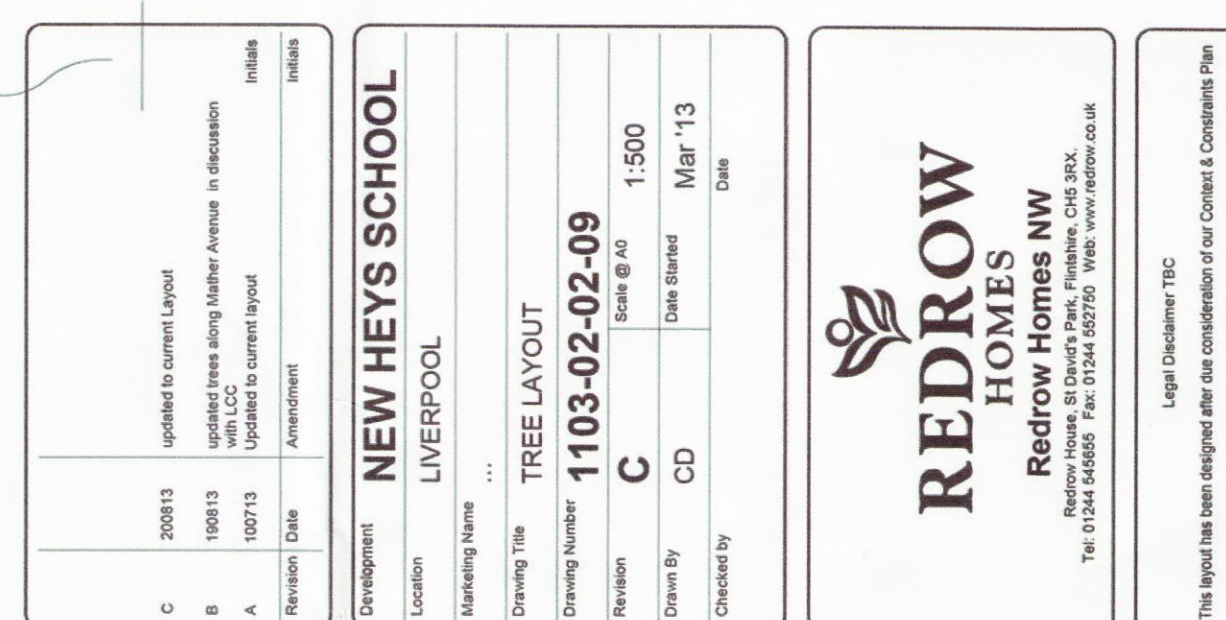 C 200813 updated to current Layout
B 190813 updated trees along Mather Avenue in discussion
with LCC
A 100713 Updated to current layout Initials
Revision Date Amendment Initials
Development NEW HEYS SCHOOL
Location LIVERPOOL
Marketing Name ...
Drawing Title TREE LAYOUT
Drawing Number 1103-02-02-09
Revision C Scale @ A0 1:500
Drawn By CD Date Started Mar '13
Checked by Date
REDROW
HOMES
Redrow Homes NW
Redrow House, St David's Park, Flintshire, CH5 3RX.
Tel: 01244 545655 Fax: 01244 552750 Web: www.redrow.co.uk
Legal Disclaimer TBC
This layout has been designed after due consideration of our Context & Constraints Plan